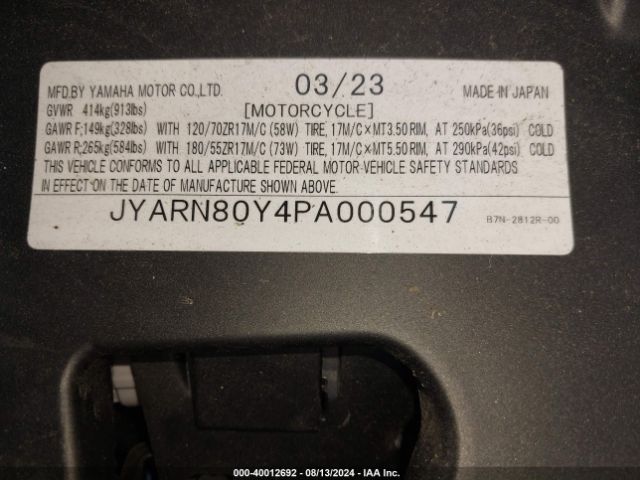 MFD.BY YAMAHA MOTOR CO.,LTD. 03/23 MADE IN JAPAN
GVWR 414kg(913lbs) [MOTORCYCLE]
GAWR F;149kg(328lbs) WITH 120/70ZR17M/C (58W) TIRE, 17M/C×MT3.50 RIM, AT 250kPa(36psi) COLD
GAWR R;265kg(584lbs) WITH 180/55ZR17M/C (73W) TIRE, 17M/C×MT5.50 RIM, AT 290kPa(42psi) COLD
THIS VEHICLE CONFORMS TO ALL APPLICABLE FEDERAL MOTOR VEHICLE SAFETY STANDARDS
IN EFFECT ON THE DATE OF MANUFACTURE SHOWN ABOVE.
JYARN80Y4PA000547 B7N-2812R-00
000-40012692 - 08/13/2024 - IAA Inc.